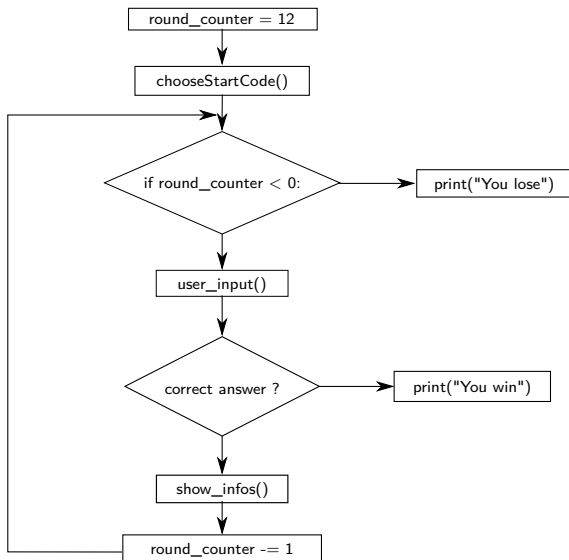 round_counter = 12
chooseStartCode()
if round_counter < 0:
print("You lose")
user_input()
correct answer ?
print("You win")
show_infos()
round_counter -= 1